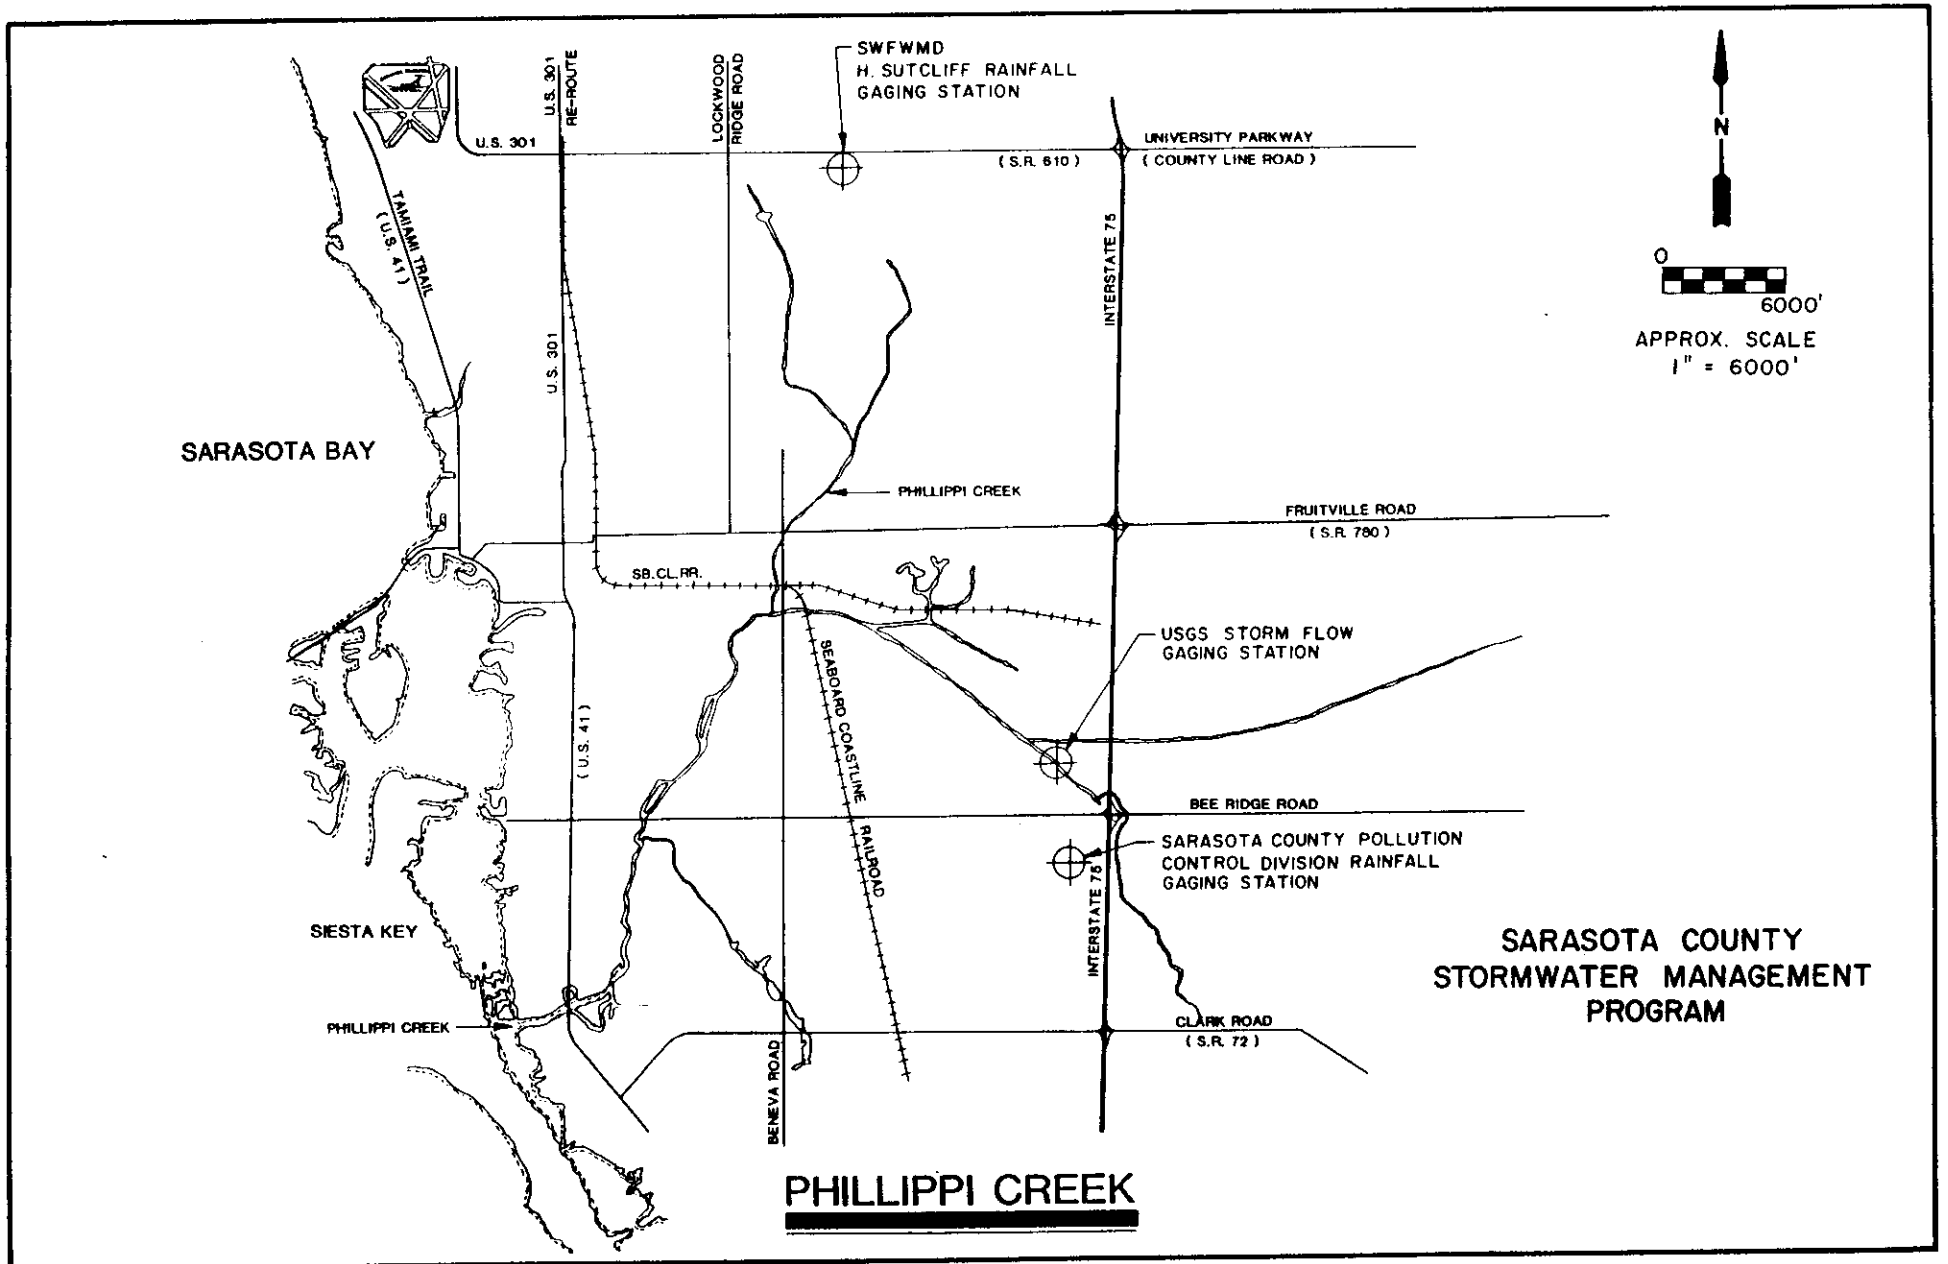 SWFWMD
H. SUTCLIFF RAINFALL
GAGING STATION
U.S. 301
RE-ROUTE
LOCKWOOD
RIDGE ROAD
N
U.S. 301
UNIVERSITY PARKWAY
(S.R. 610)
(COUNTY LINE ROAD)
TAMIAMI TRAIL
(U.S. 41)
INTERSTATE 75
0
6000'
APPROX. SCALE
1" = 6000'
U.S. 301
SARASOTA BAY
PHILLIPPI CREEK
FRUITVILLE ROAD
(S.R. 780)
SB.CL.RR.
USGS STORM FLOW
GAGING STATION
SEABOARD COASTLINE RAILROAD
(U.S. 41)
BEE RIDGE ROAD
SARASOTA COUNTY POLLUTION
CONTROL DIVISION RAINFALL
GAGING STATION
INTERSTATE 75
SIESTA KEY
SARASOTA COUNTY
STORMWATER MANAGEMENT
PROGRAM
PHILLIPPI CREEK
CLARK ROAD
(S.R. 72)
BENEVA ROAD
PHILLIPPI CREEK